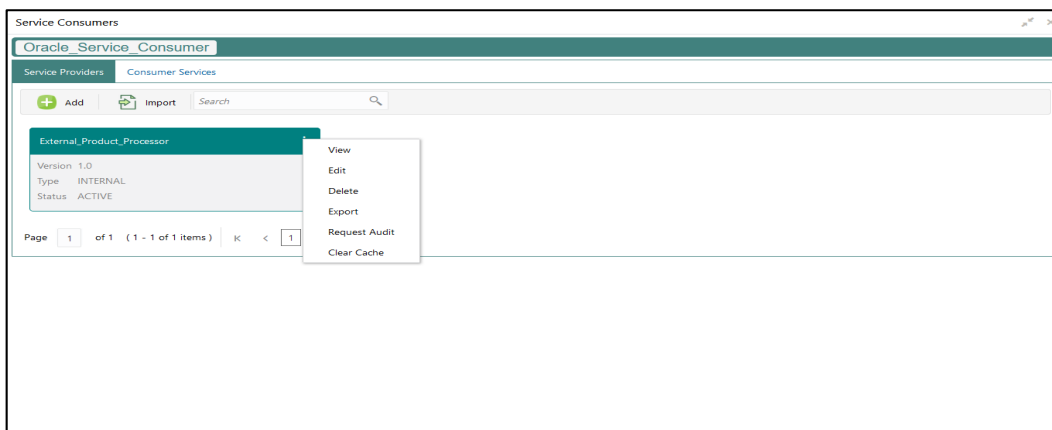 Service Consumers
Oracle_Service_Consumer
Service Providers Consumer Services
Add Import Search
External_Product_Processor
Version 1.0
Type INTERNAL
Status ACTIVE
View
Edit
Delete
Export
Request Audit
Clear Cache
Page 1 of 1 ( 1 - 1 of 1 items ) K < 1